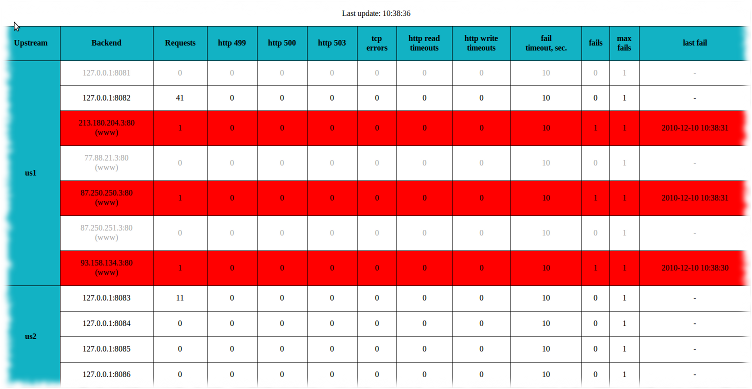 Last update: 10:38:36
Upstream Backend Requests http 499 http 500 http 503 tcp errors http read timeouts http write timeouts fail timeout, sec. fails max fails last fail
us1
127.0.0.1:8081 0 0 0 0 0 0 0 10 0 1 -
127.0.0.1:8082 41 0 0 0 0 0 0 10 0 1 -
213.180.204.3:80 (www) 1 0 0 0 0 0 0 10 1 1 2010-12-10 10:38:31
77.88.21.3:80 (www) 0 0 0 0 0 0 0 10 0 1 -
87.250.250.3:80 (www) 1 0 0 0 0 0 0 10 1 1 2010-12-10 10:38:31
87.250.251.3:80 (www) 0 0 0 0 0 0 0 10 0 1 -
93.158.134.3:80 (www) 1 0 0 0 0 0 0 10 1 1 2010-12-10 10:38:30
us2
127.0.0.1:8083 11 0 0 0 0 0 0 10 0 1 -
127.0.0.1:8084 0 0 0 0 0 0 0 10 0 1 -
127.0.0.1:8085 0 0 0 0 0 0 0 10 0 1 -
127.0.0.1:8086 0 0 0 0 0 0 0 10 0 1 -